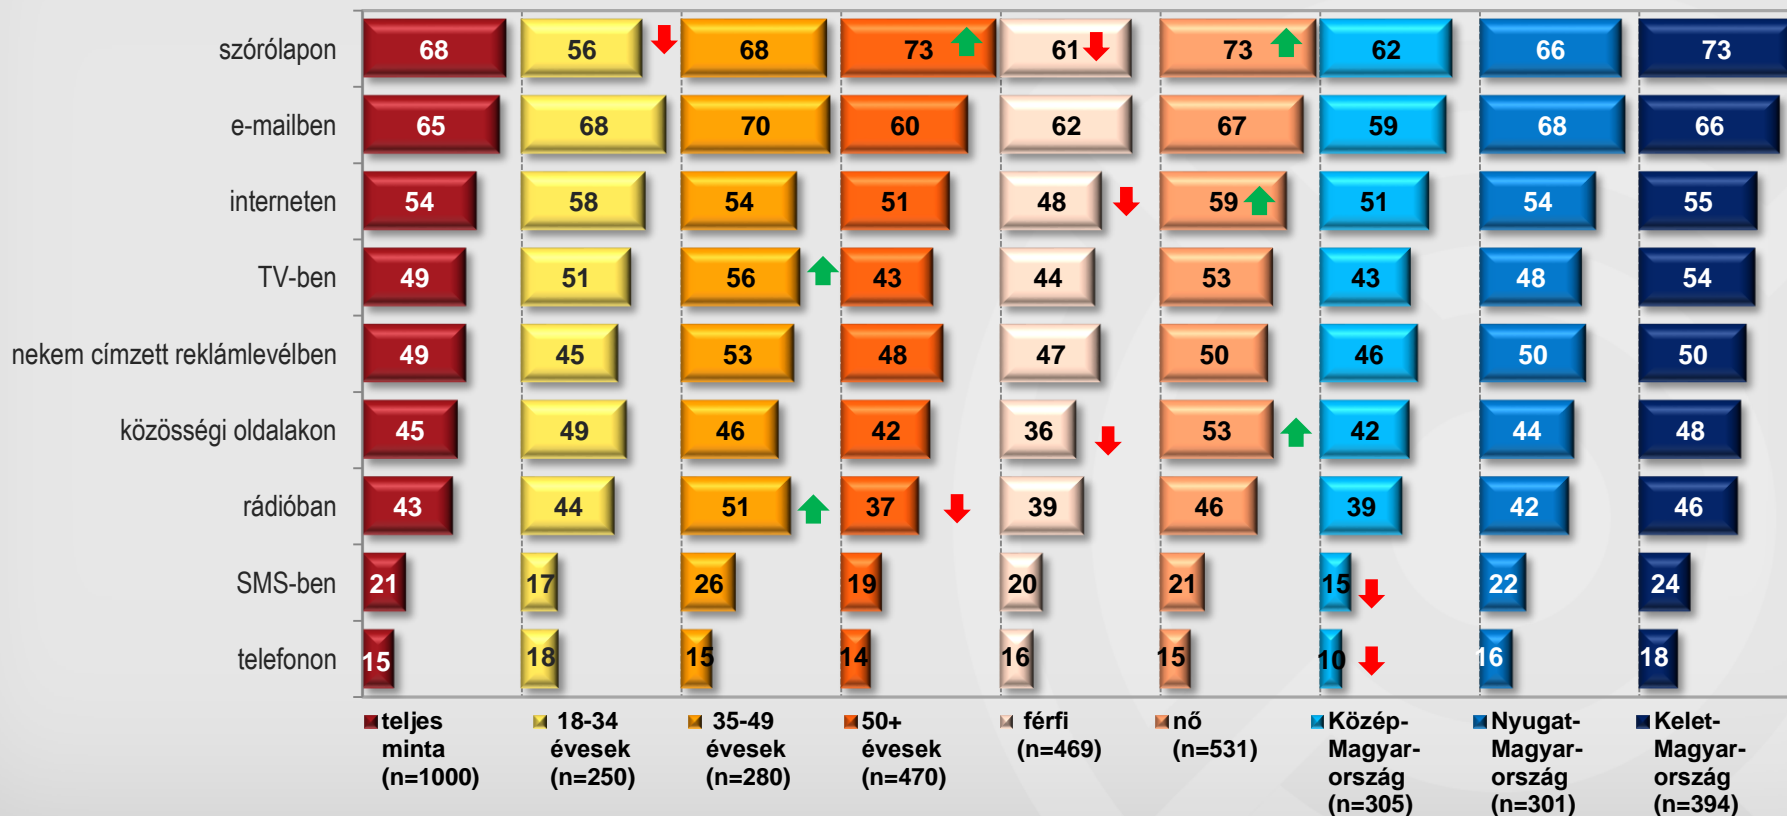 szórólapon 68 56 68 73 61 73 62 66 73
e-mailben 65 68 70 60 62 67 59 68 66
interneten 54 58 54 51 48 59 51 54 55
TV-ben 49 51 56 43 44 53 43 48 54
nekem címzett reklámlevélben 49 45 53 48 47 50 46 50 50
közösségi oldalakon 45 49 46 42 36 53 42 44 48
rádióban 43 44 51 37 39 46 39 42 46
SMS-ben 21 17 26 19 20 21 15 22 24
telefonon 15 18 15 14 16 15 10 16 18
teljes
minta
(n=1000)
18-34
évesek
(n=250)
35-49
évesek
(n=280)
50+
évesek
(n=470)
férfi
(n=469)
nő
(n=531)
Közép-
Magyar-
ország
(n=305)
Nyugat-
Magyar-
ország
(n=301)
Kelet-
Magyar-
ország
(n=394)